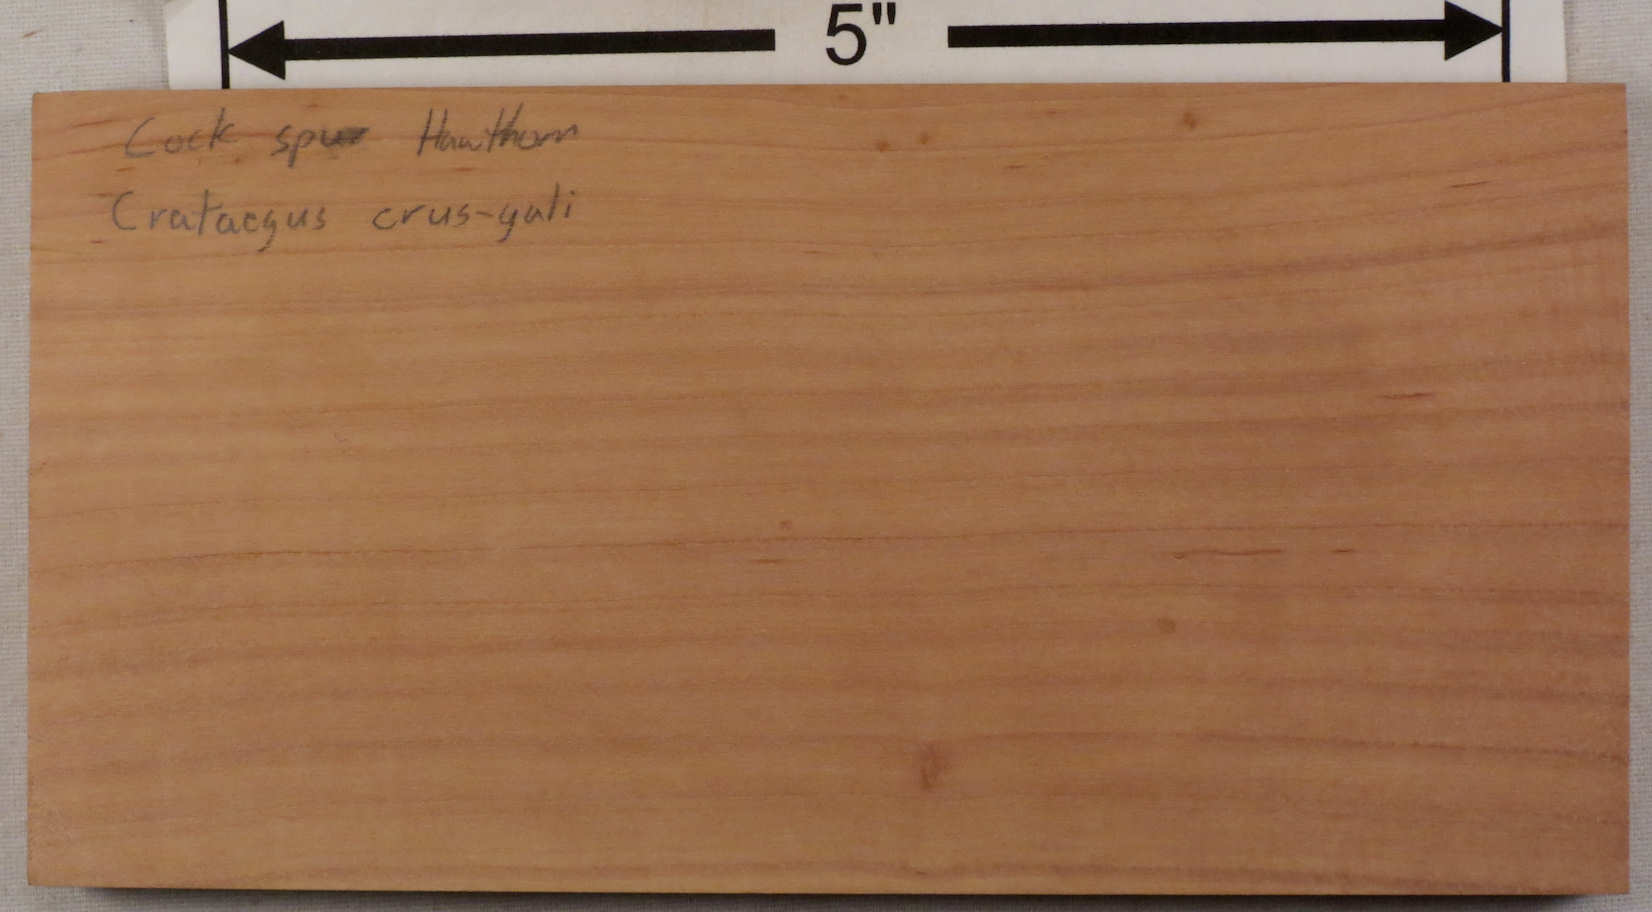 5"
Cock spur Hawthorn
Crataegus crus-gali